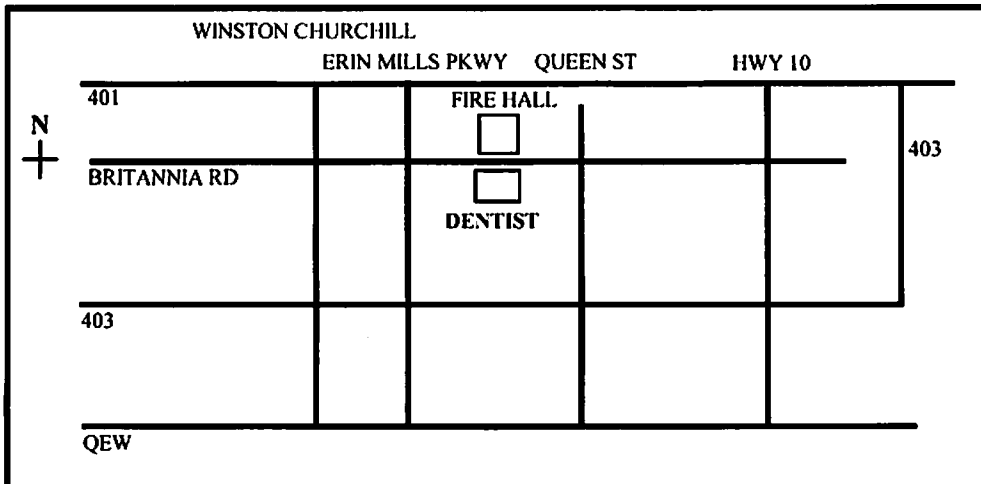 WINSTON CHURCHILL
ERIN MILLS PKWY QUEEN ST HWY 10
401
FIRE HALL
N
403
BRITANNIA RD
DENTIST
403
QEW